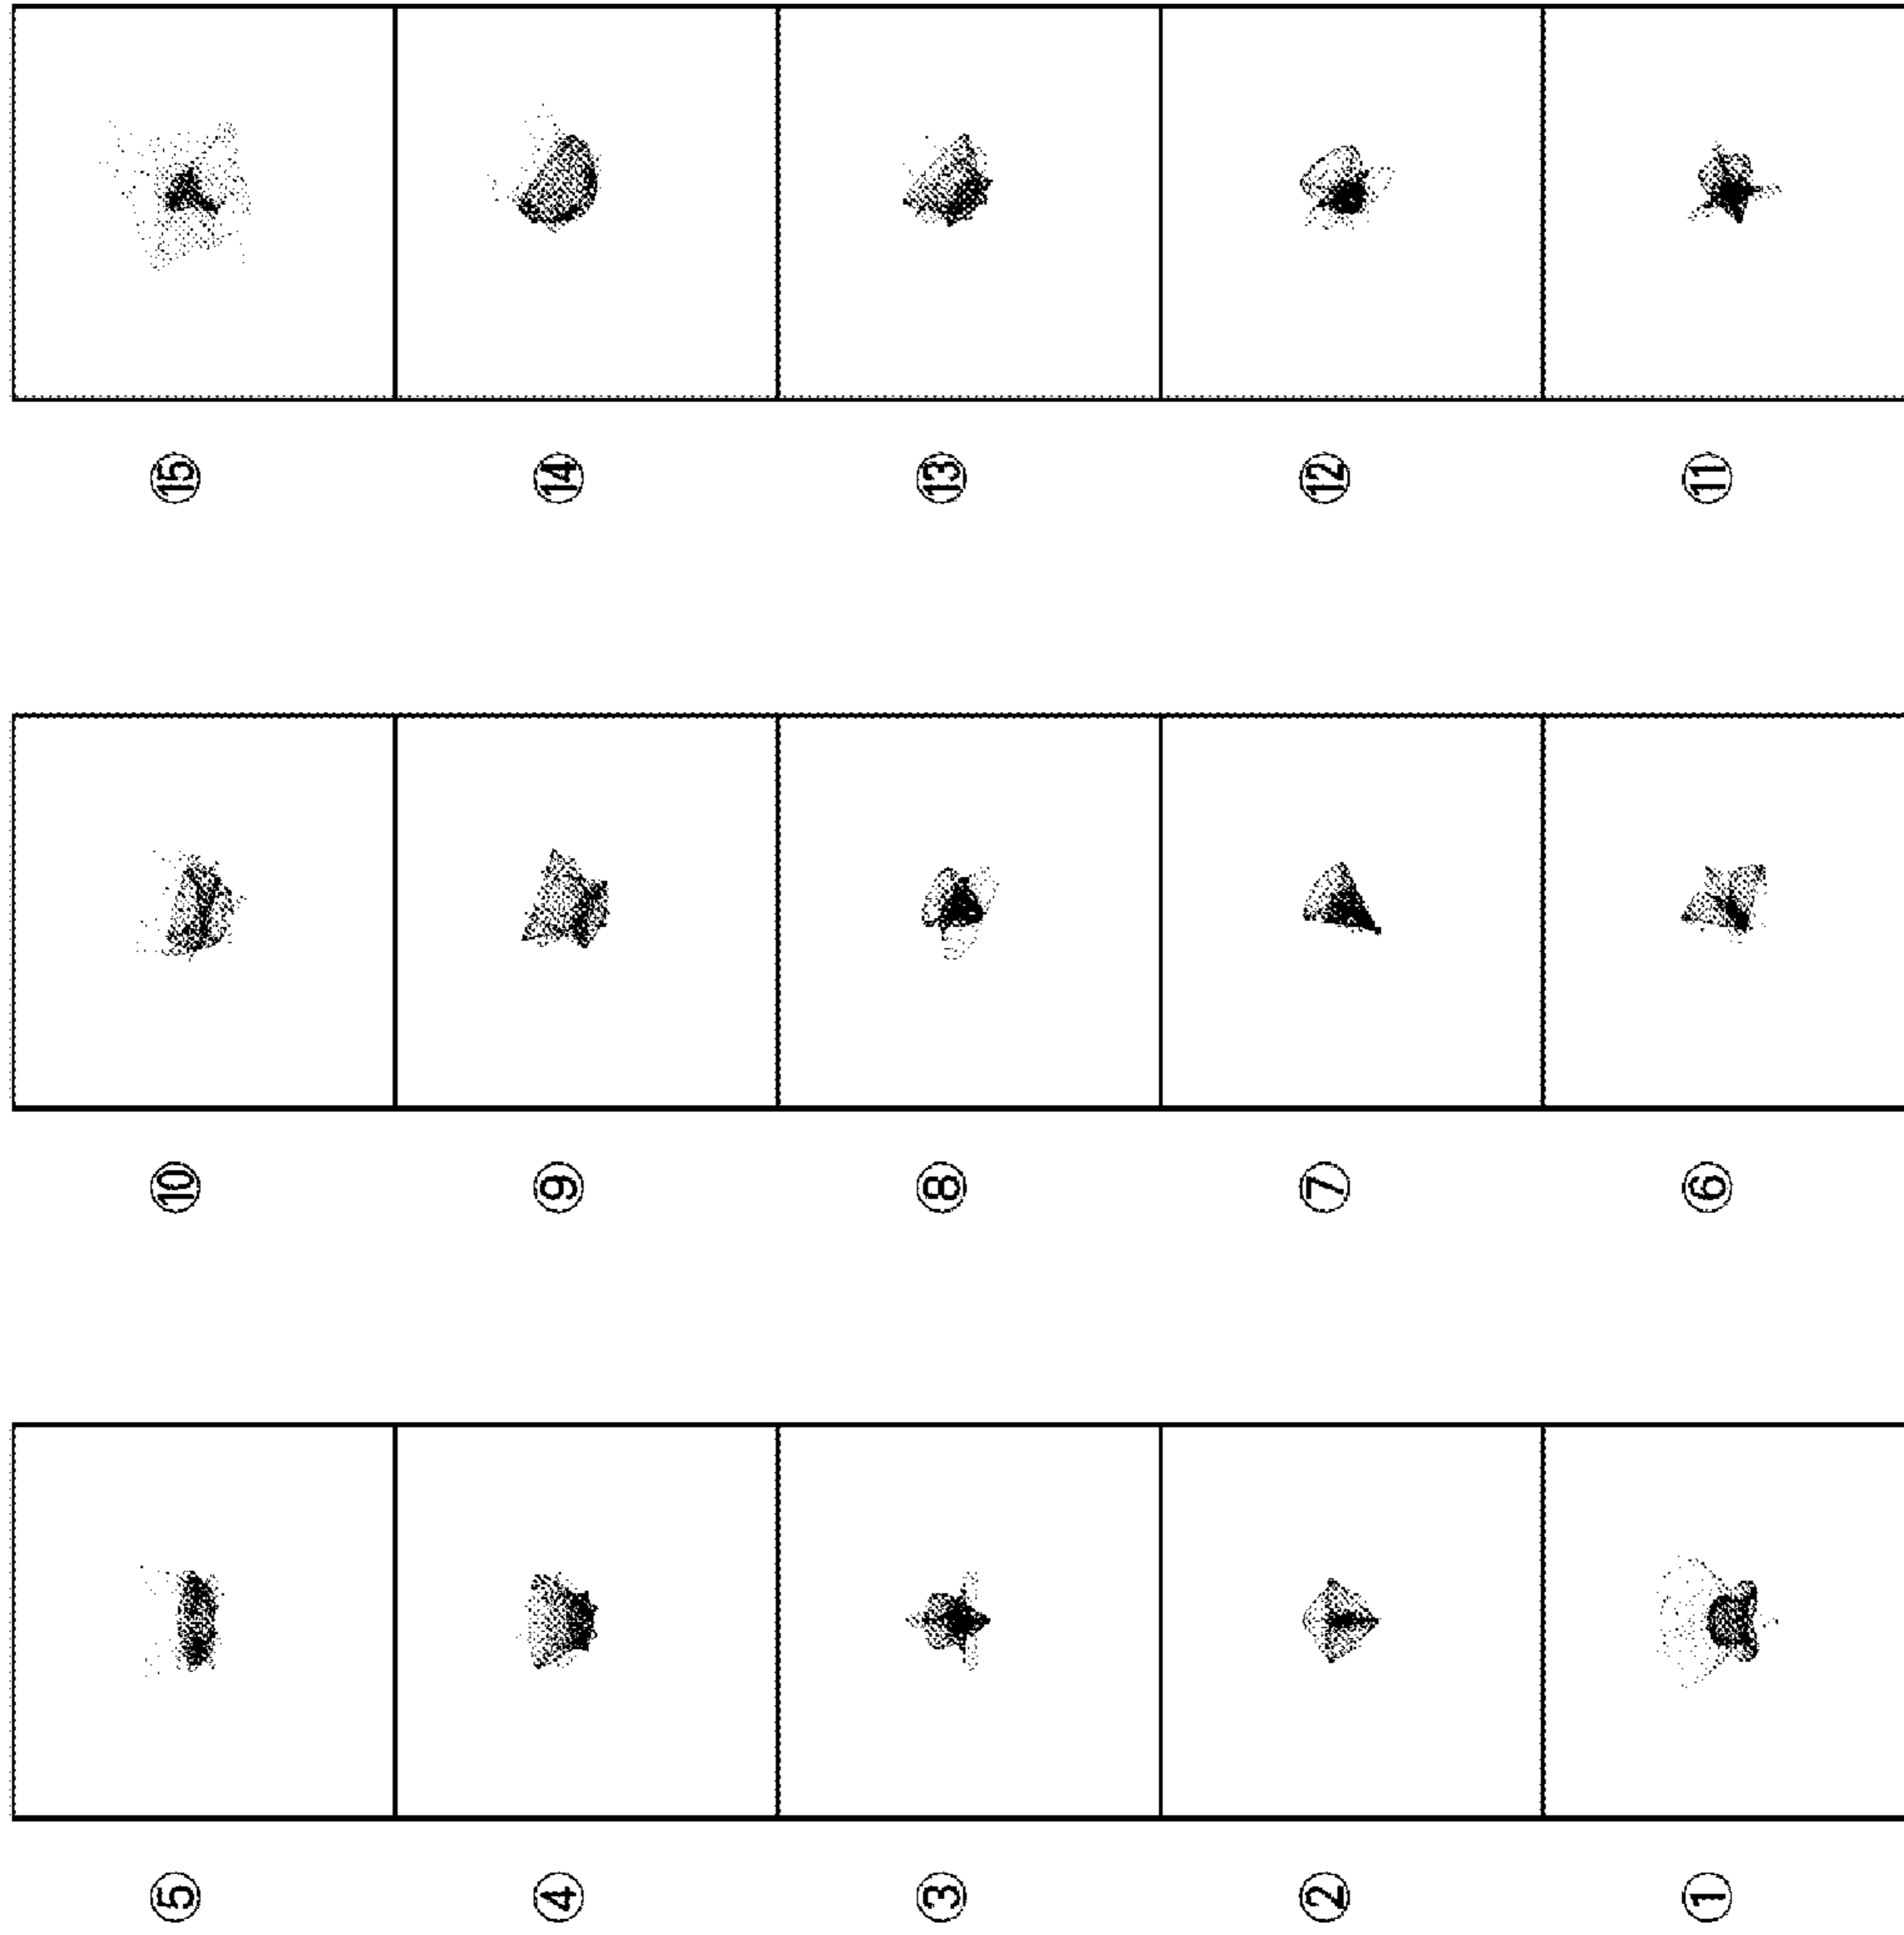 ⑤ ⑩ ⑮
④ ⑨ ⑭
③ ⑧ ⑬
② ⑦ ⑫
① ⑥ ⑪